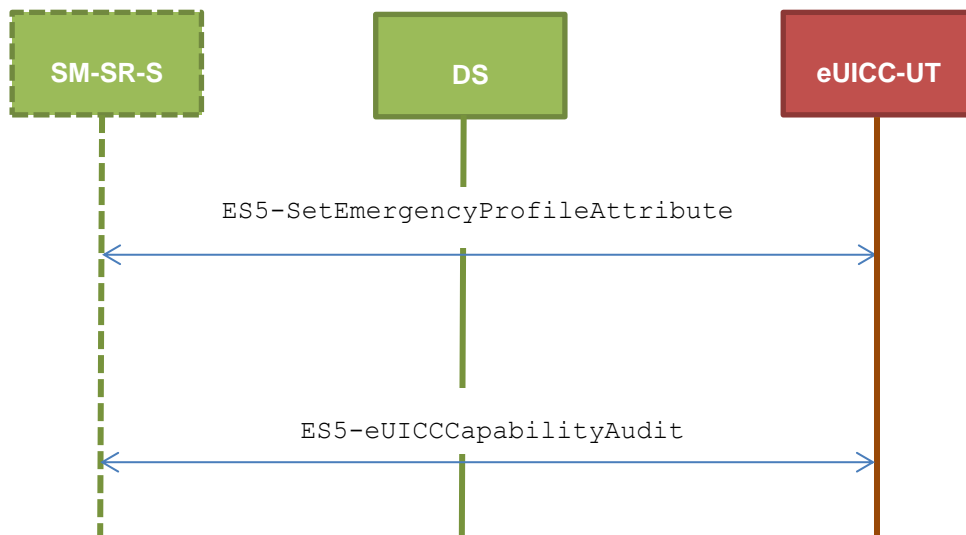 SM-SR-S
DS
eUICC-UT
ES5-SetEmergencyProfileAttribute
ES5-eUICCCapabilityAudit